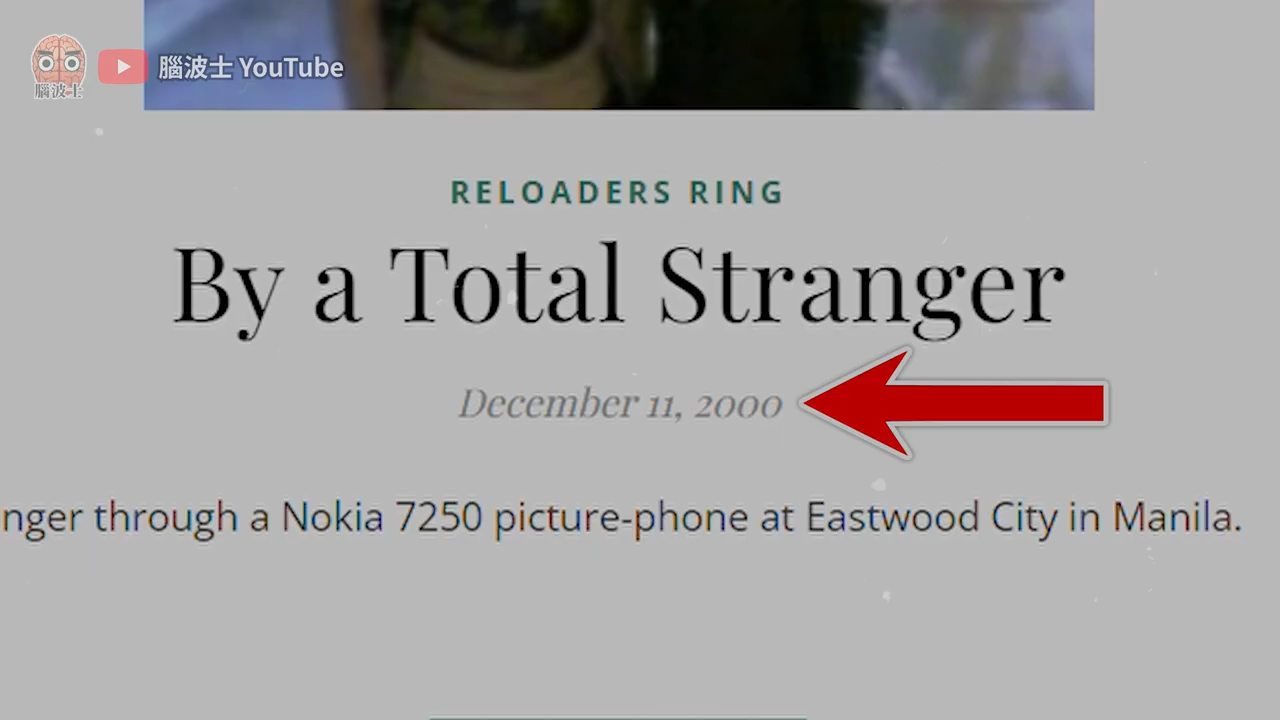 腦波士 YouTube
腦波士
RELOADERS RING
By a Total Stranger
December 11, 2000
nger through a Nokia 7250 picture-phone at Eastwood City in Manila.